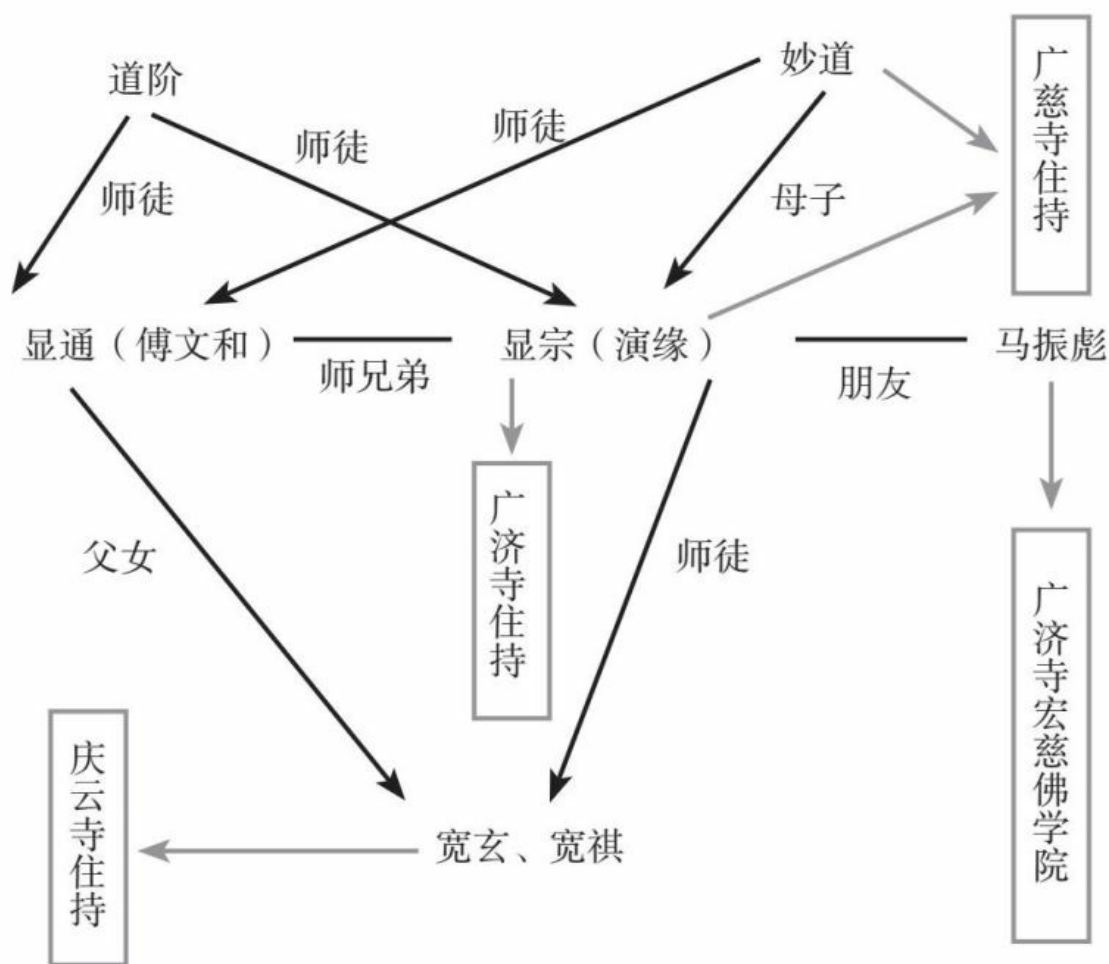 道阶
妙道
广慈寺住持
师徒
师徒
师徒
母子
显通（傅文和）
师兄弟
显宗（演缘）
朋友
马振彪
父女
广济寺住持
师徒
广济寺宏慈佛学院
庆云寺住持
宽玄、宽祺